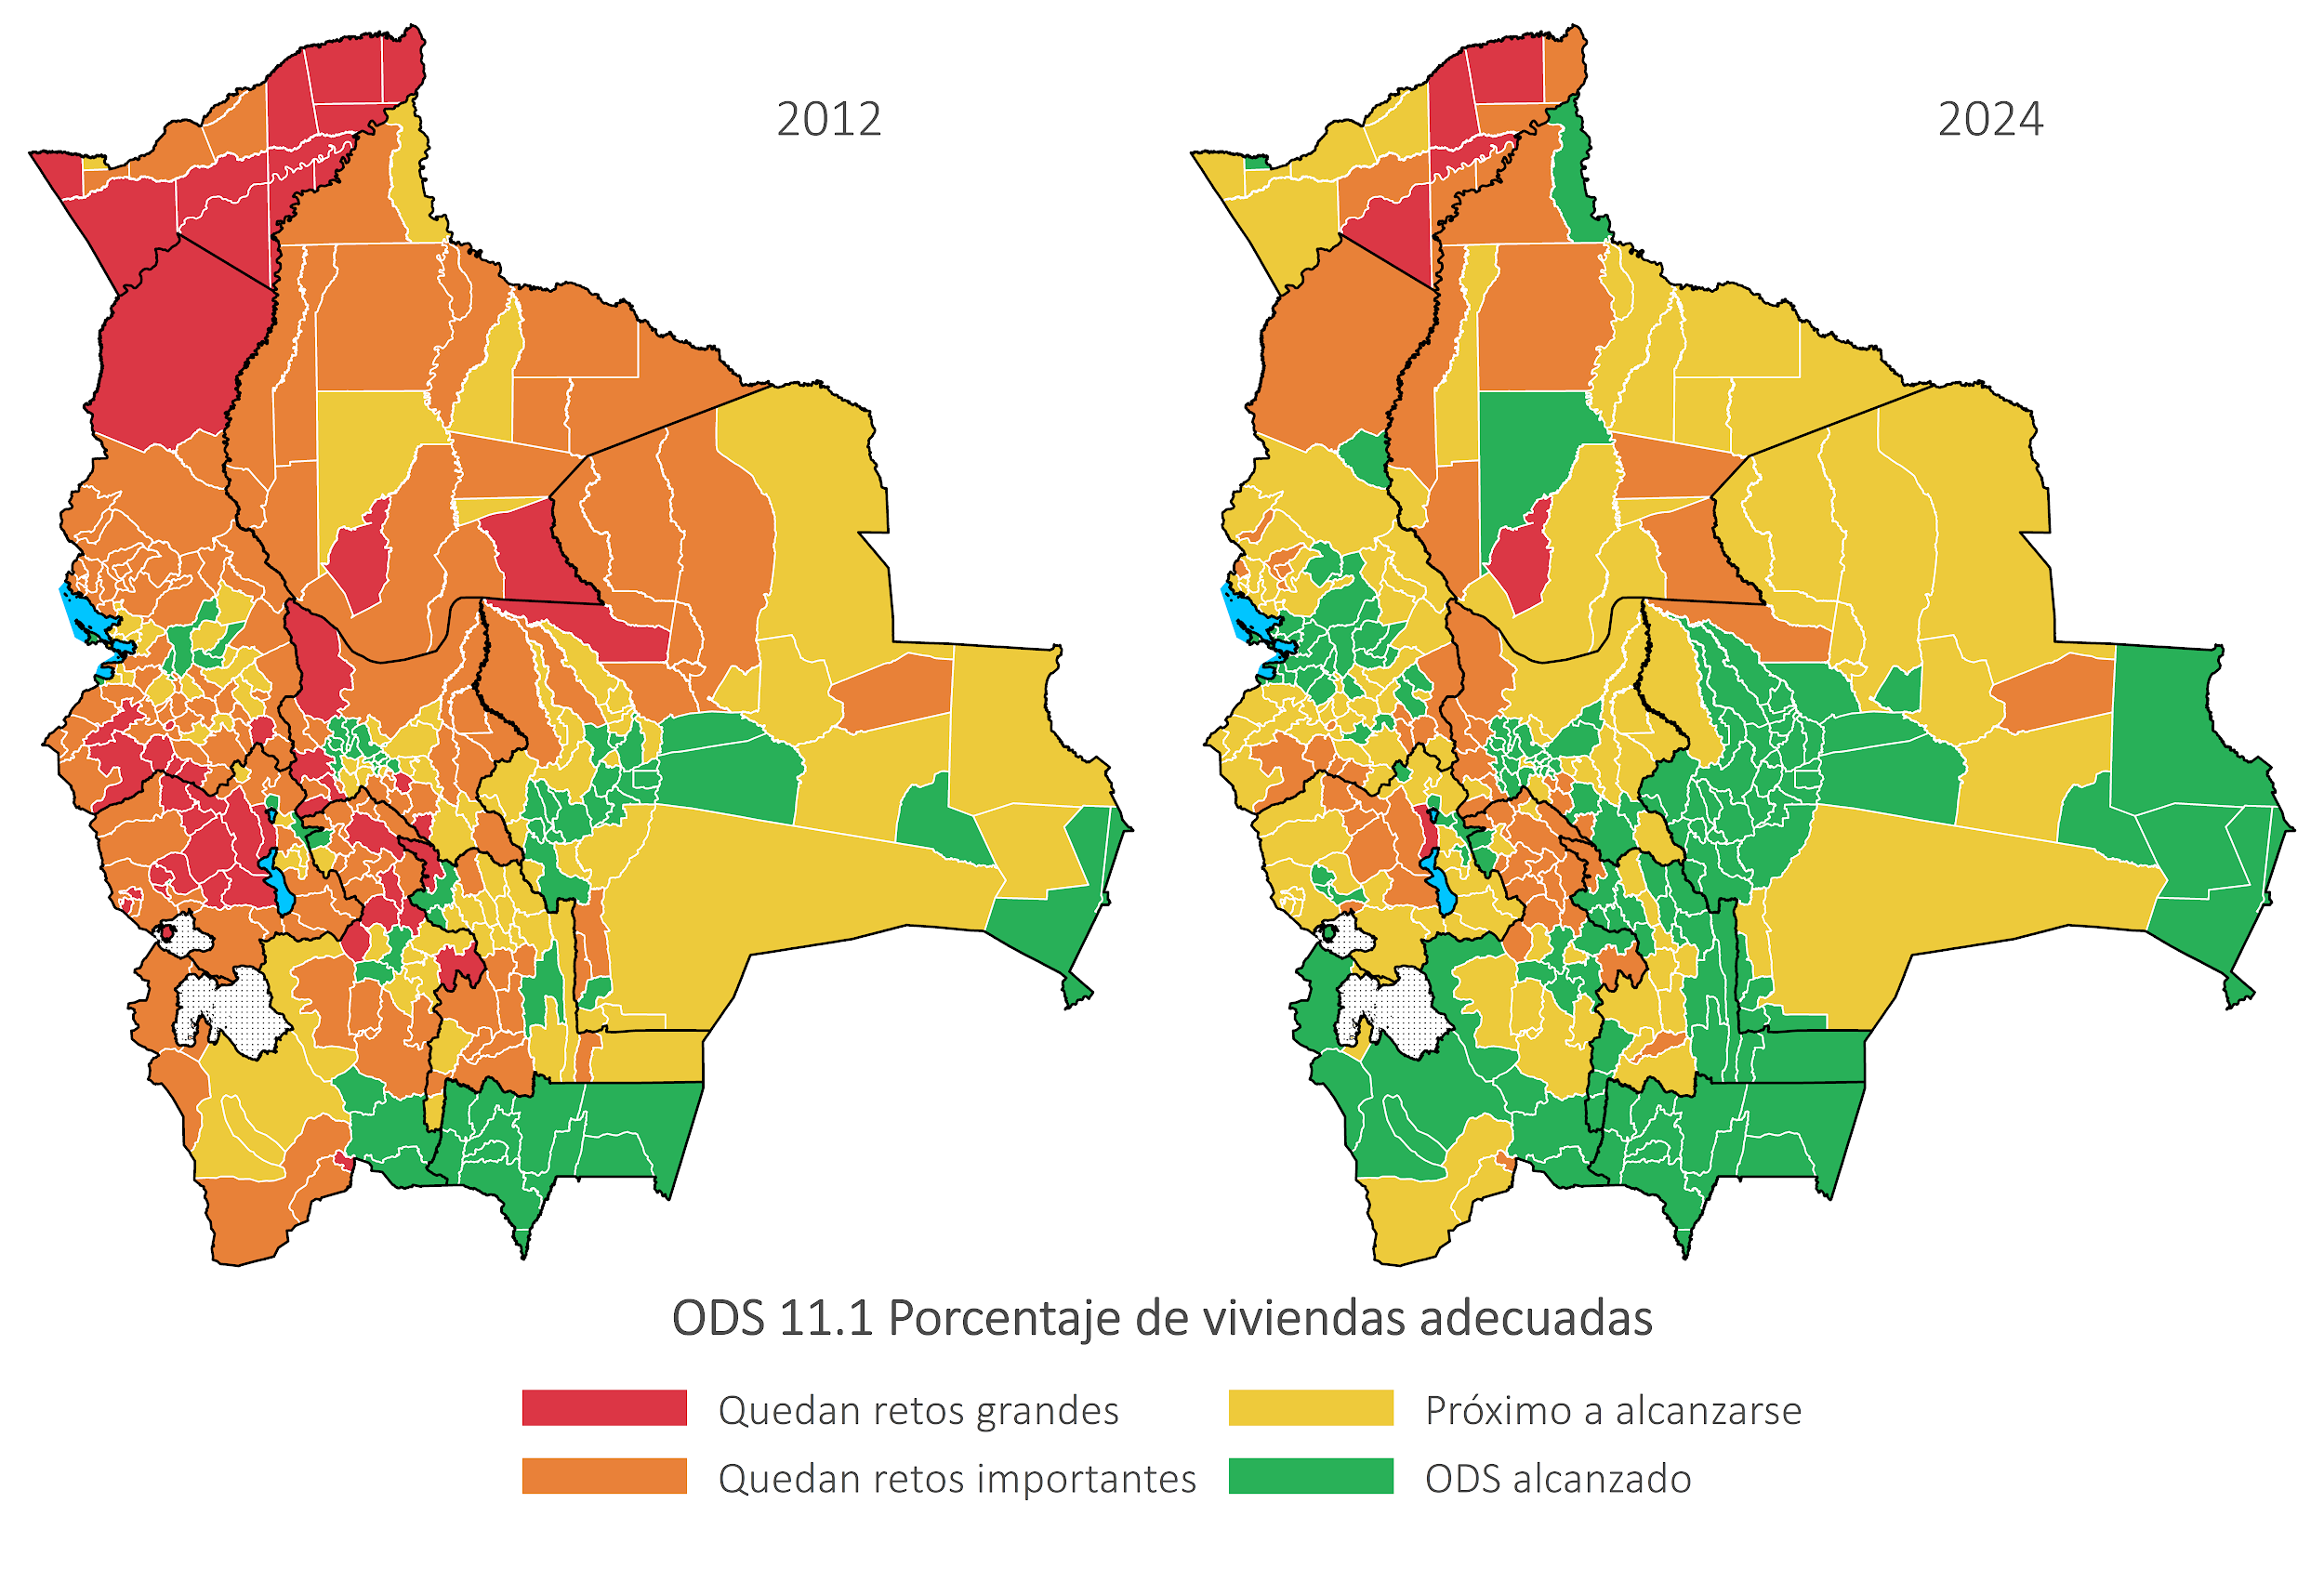 2012
2024
ODS 11.1 Porcentaje de viviendas adecuadas
Quedan retos grandes
Próximo a alcanzarse
Quedan retos importantes
ODS alcanzado